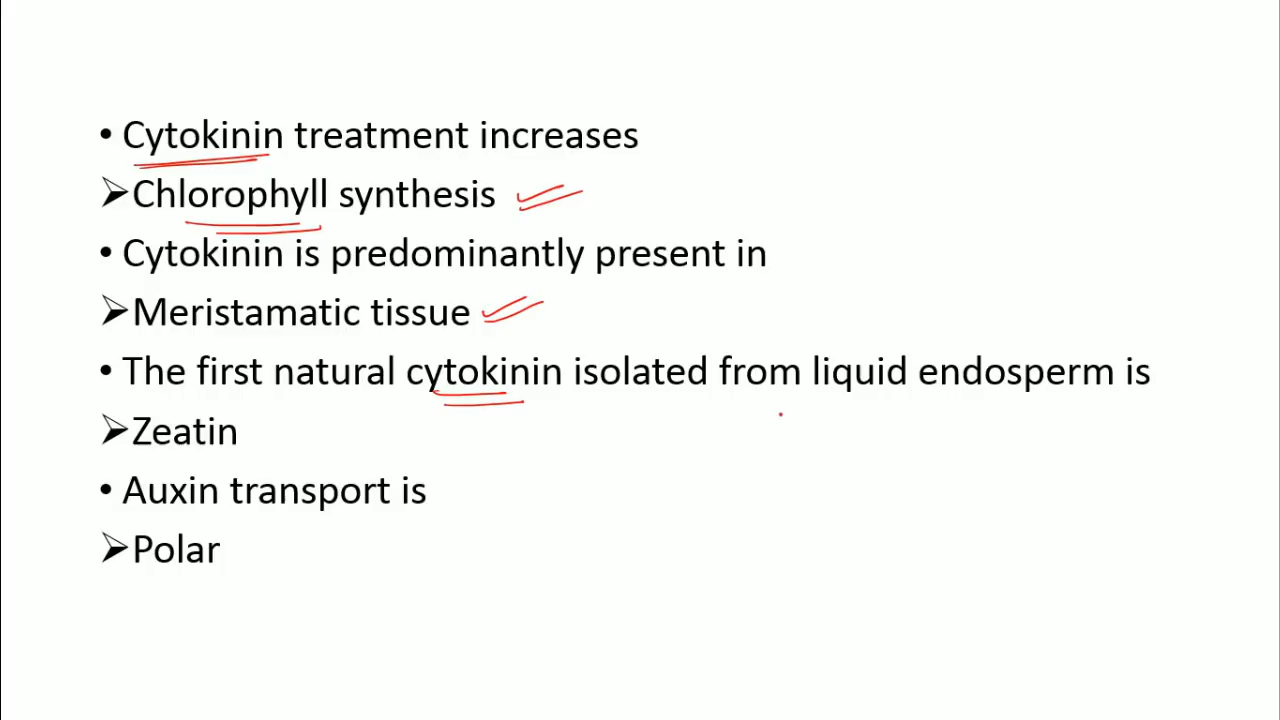 • Cytokinin treatment increases
➢Chlorophyll synthesis
• Cytokinin is predominantly present in
➢Meristamatic tissue
• The first natural cytokinin isolated from liquid endosperm is
➢Zeatin
• Auxin transport is
➢Polar